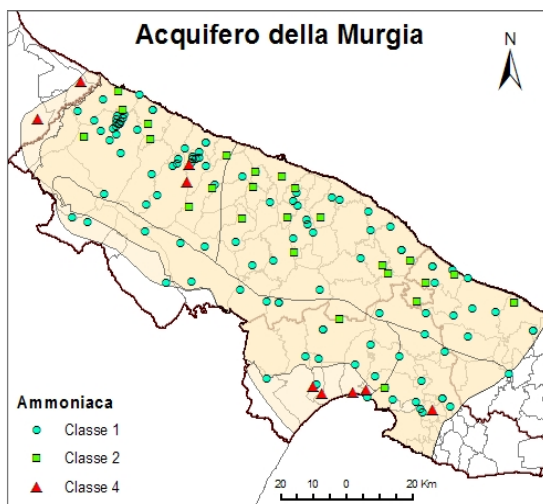 Acquifero della Murgia
N
Ammoniaca
Classe 1
Classe 2
Classe 4
20 10 0 20 Km